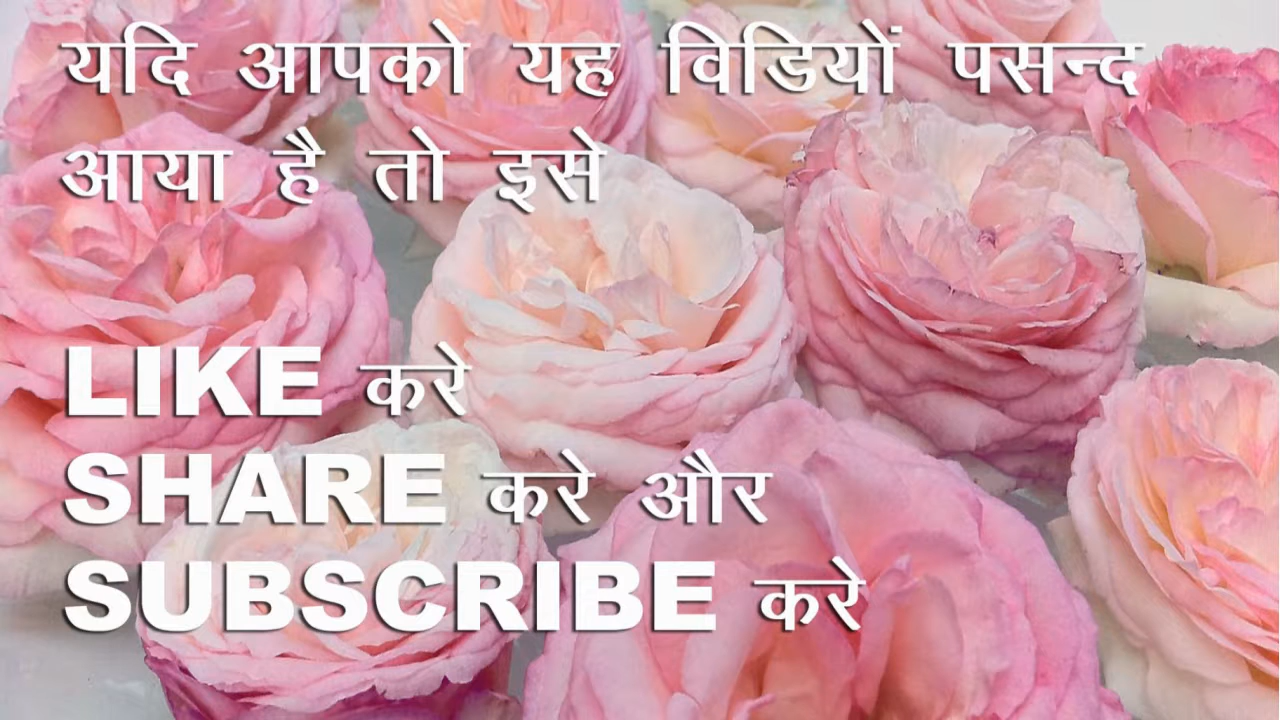 यदि आपको यह विडियों पसन्द
आया है तो इसे
LIKE करे
SHARE करे और
SUBSCRIBE करे